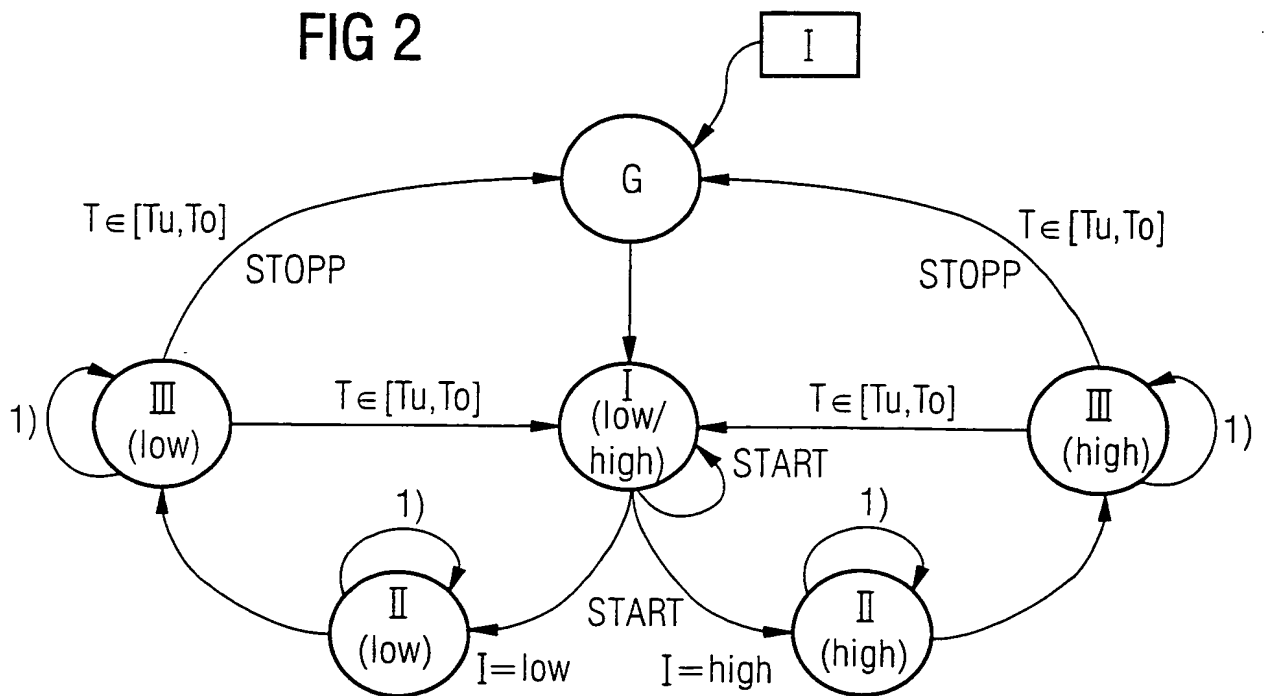 FIG 2
I
G
T∈[Tu,To]
STOPP
T∈[Tu,To]
STOPP
1)
III
(low)
T∈[Tu,To]
I
(low/
high)
START
T∈[Tu,To]
III
(high)
1)
1)
II
(low)
I=low
START
I=high
1)
II
(high)